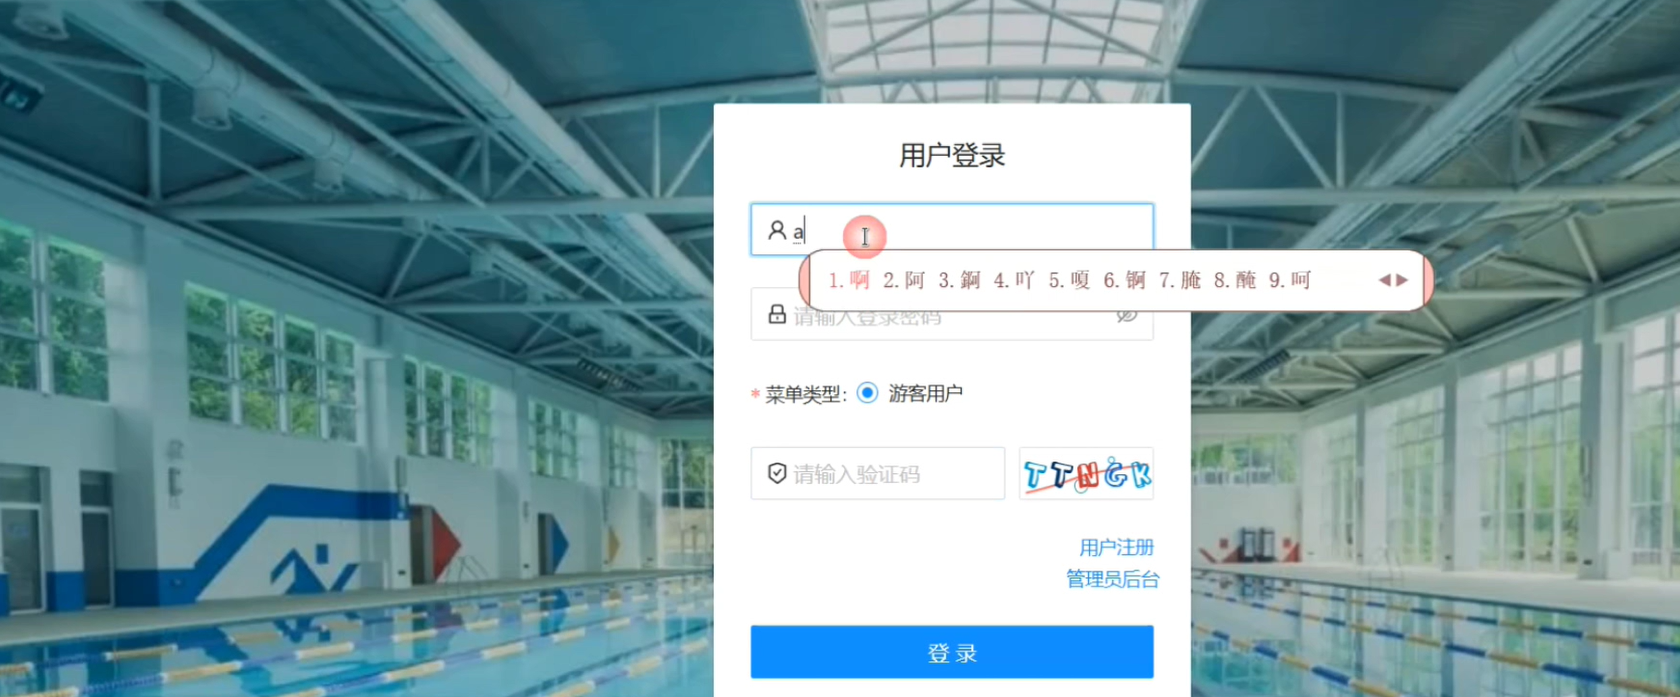 用户登录
a
1.啊 2.阿 3.錒 4.吖 5.嗄 6.锕 7.腌 8.醃 9.呵
请输入登录密码
* 菜单类型: 游客用户
请输入验证码 TTNGK
用户注册
管理员后台
登 录